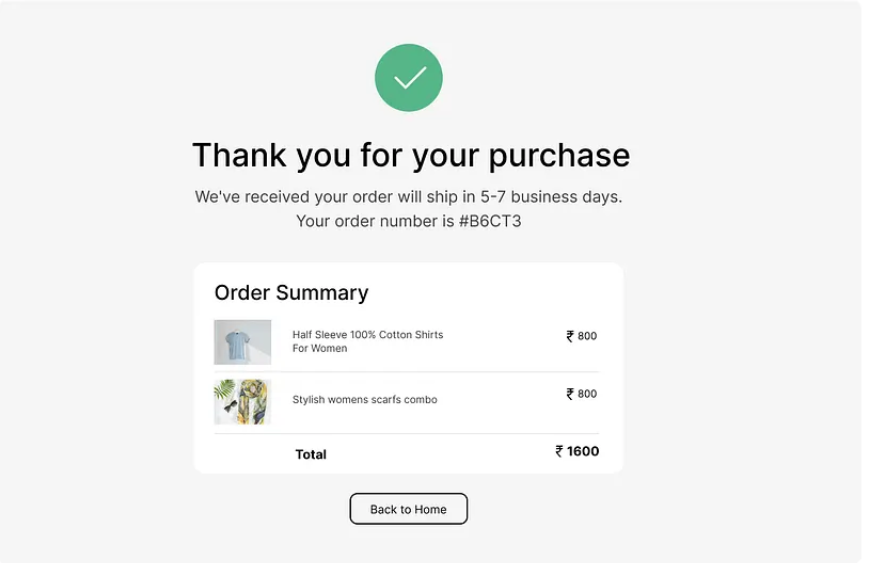 Thank you for your purchase
We've received your order will ship in 5-7 business days.
Your order number is #B6CT3
Order Summary
Half Sleeve 100% Cotton Shirts
For Women
₹ 800
Stylish womens scarfs combo
₹ 800
Total
₹ 1600
Back to Home